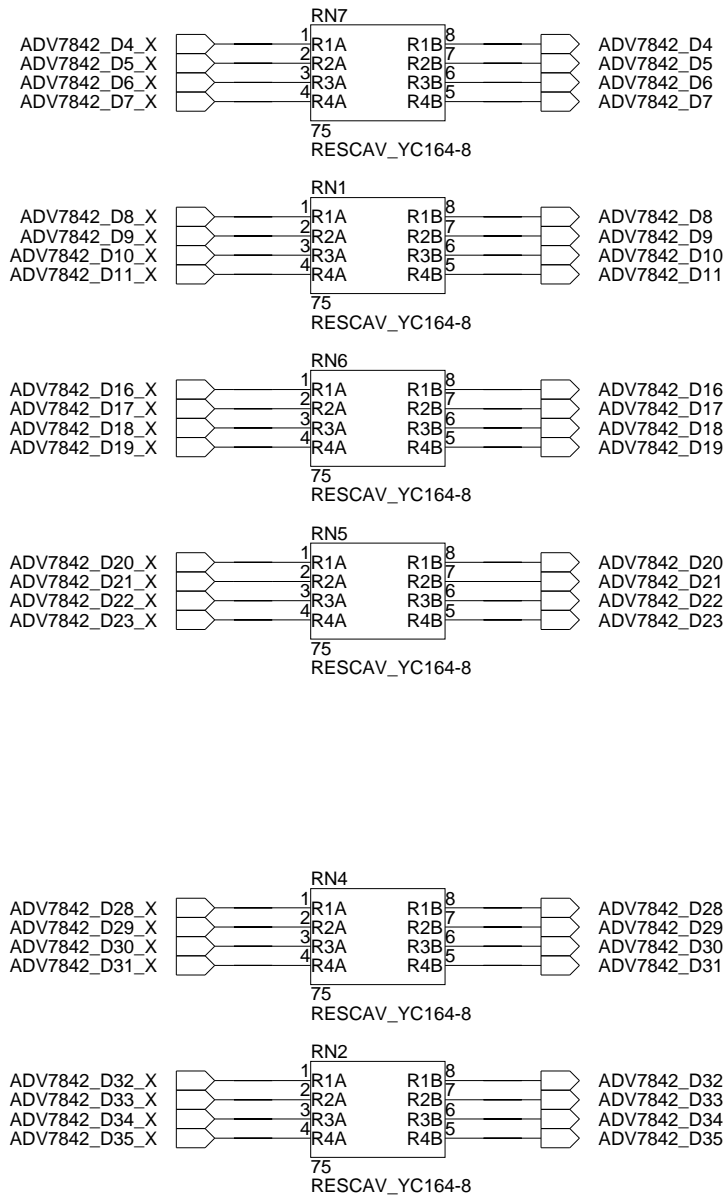 RN7
ADV7842_D4_X 1 R1A R1B 8 ADV7842_D4
ADV7842_D5_X 2 R2A R2B 7 ADV7842_D5
ADV7842_D6_X 3 R3A R3B 6 ADV7842_D6
ADV7842_D7_X 4 R4A R4B 5 ADV7842_D7
75
RESCAV_YC164-8
RN1
ADV7842_D8_X 1 R1A R1B 8 ADV7842_D8
ADV7842_D9_X 2 R2A R2B 7 ADV7842_D9
ADV7842_D10_X 3 R3A R3B 6 ADV7842_D10
ADV7842_D11_X 4 R4A R4B 5 ADV7842_D11
75
RESCAV_YC164-8
RN6
ADV7842_D16_X 1 R1A R1B 8 ADV7842_D16
ADV7842_D17_X 2 R2A R2B 7 ADV7842_D17
ADV7842_D18_X 3 R3A R3B 6 ADV7842_D18
ADV7842_D19_X 4 R4A R4B 5 ADV7842_D19
75
RESCAV_YC164-8
RN5
ADV7842_D20_X 1 R1A R1B 8 ADV7842_D20
ADV7842_D21_X 2 R2A R2B 7 ADV7842_D21
ADV7842_D22_X 3 R3A R3B 6 ADV7842_D22
ADV7842_D23_X 4 R4A R4B 5 ADV7842_D23
75
RESCAV_YC164-8
RN4
ADV7842_D28_X 1 R1A R1B 8 ADV7842_D28
ADV7842_D29_X 2 R2A R2B 7 ADV7842_D29
ADV7842_D30_X 3 R3A R3B 6 ADV7842_D30
ADV7842_D31_X 4 R4A R4B 5 ADV7842_D31
75
RESCAV_YC164-8
RN2
ADV7842_D32_X 1 R1A R1B 8 ADV7842_D32
ADV7842_D33_X 2 R2A R2B 7 ADV7842_D33
ADV7842_D34_X 3 R3A R3B 6 ADV7842_D34
ADV7842_D35_X 4 R4A R4B 5 ADV7842_D35
75
RESCAV_YC164-8